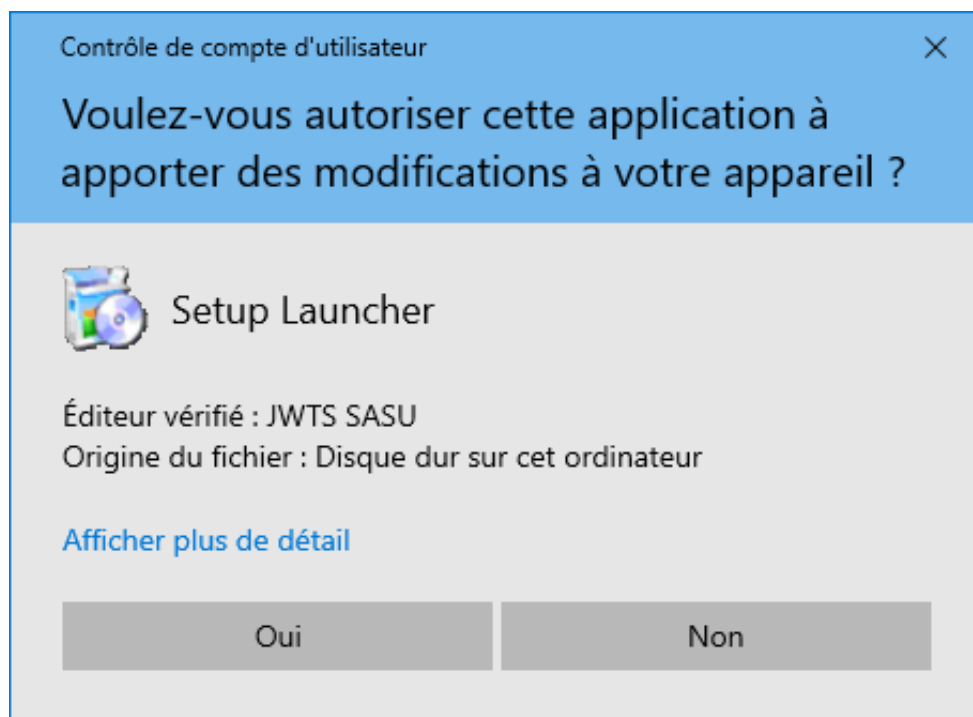 Contrôle de compte d'utilisateur
Voulez-vous autoriser cette application à
apporter des modifications à votre appareil ?
Setup Launcher
Éditeur vérifié : JWTS SASU
Origine du fichier : Disque dur sur cet ordinateur
Afficher plus de détail
Oui
Non